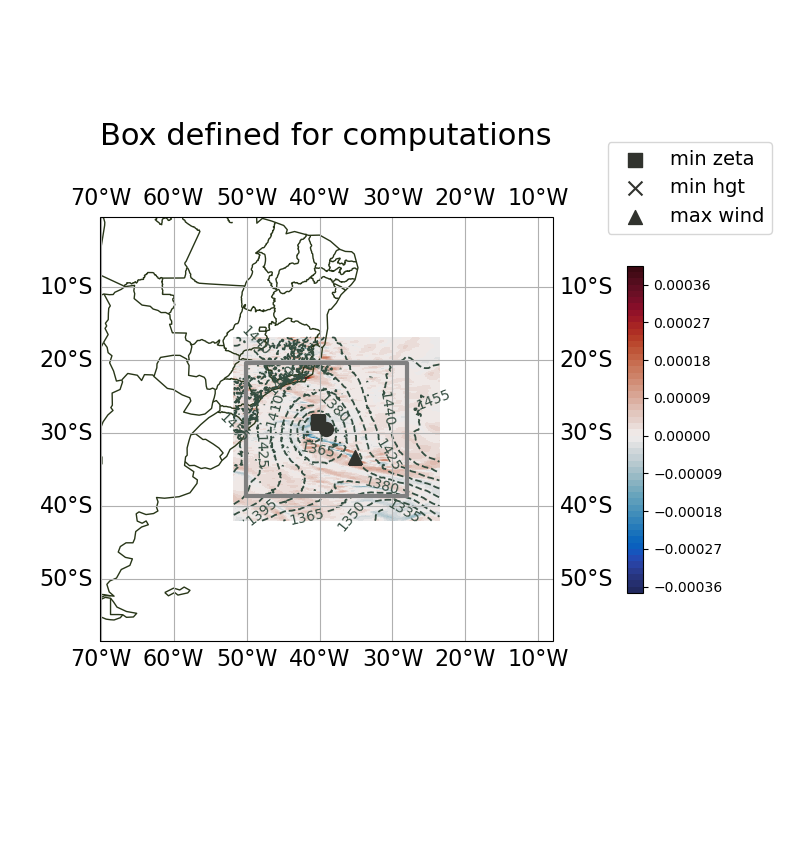 Box defined for computations
min zeta
min hgt
max wind
70°W 60°W 50°W 40°W 30°W 20°W 10°W
10°S 10°S
20°S 20°S
30°S 30°S
40°S 40°S
50°S 50°S
70°W 60°W 50°W 40°W 30°W 20°W 10°W
1455
1440
1380
1410
1425
1425
1365
1380
1395
1365
1350
1335
0.00036
0.00027
0.00018
0.00009
0.00000
−0.00009
−0.00018
−0.00027
−0.00036